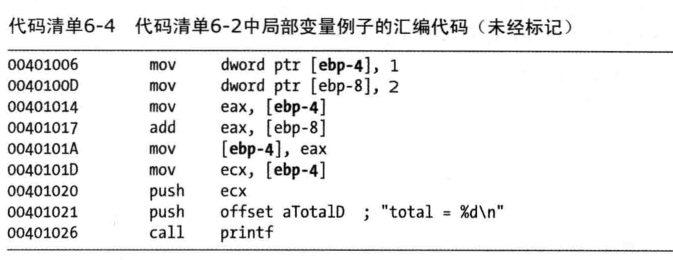 代码清单6-4 代码清单6-2中局部变量例子的汇编代码（未经标记）
00401006 mov dword ptr [ebp-4], 1
0040100D mov dword ptr [ebp-8], 2
00401014 mov eax, [ebp-4]
00401017 add eax, [ebp-8]
0040101A mov [ebp-4], eax
0040101D mov ecx, [ebp-4]
00401020 push ecx
00401021 push offset aTotalD ; "total = %d\n"
00401026 call printf